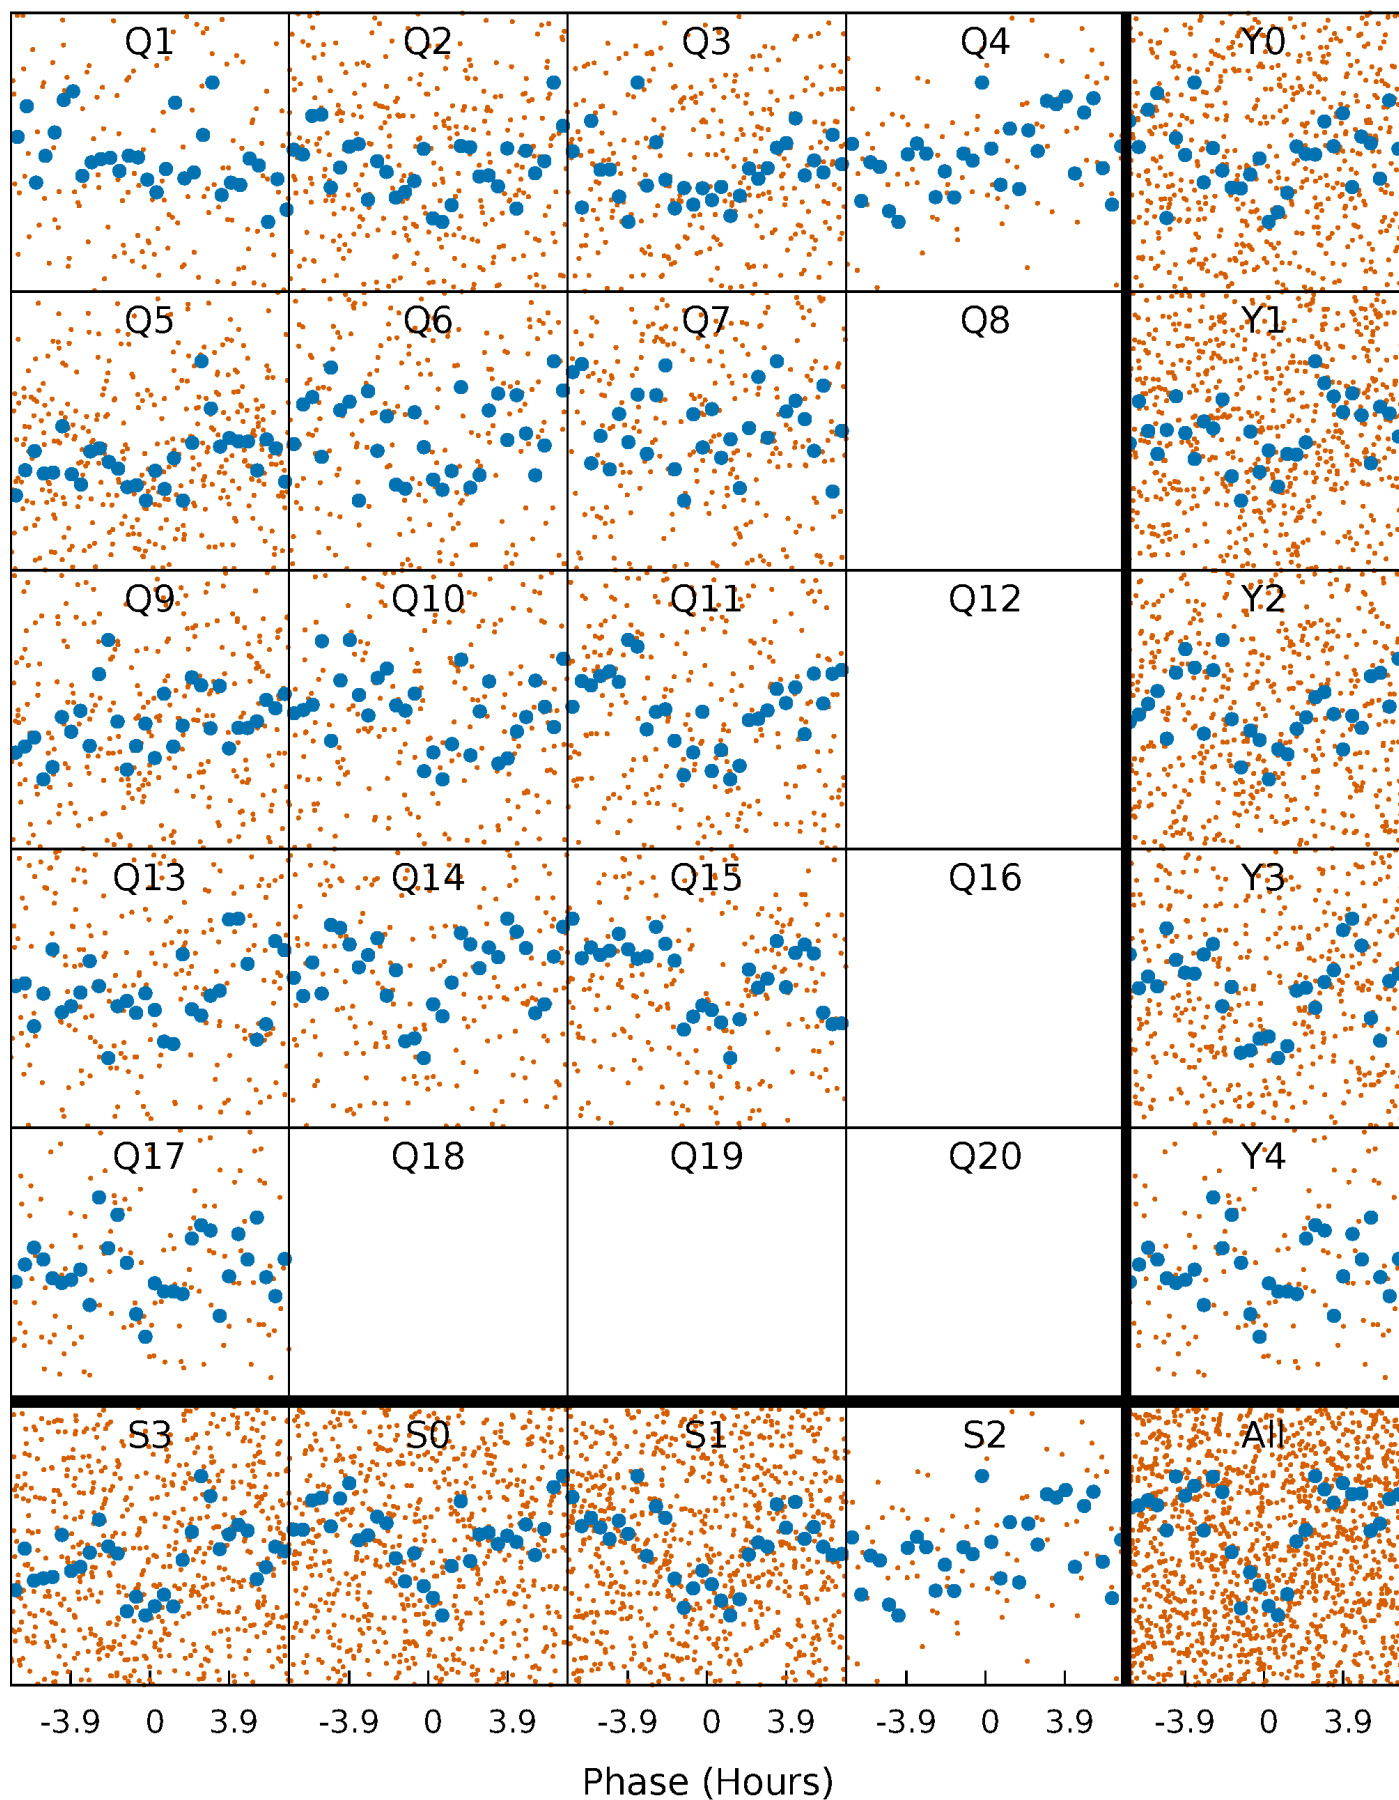 Q1 Q2 Q3 Q4 Y0
Q5 Q6 Q7 Q8 Y1
Q9 Q10 Q11 Q12 Y2
Q13 Q14 Q15 Q16 Y3
Q17 Q18 Q19 Q20 Y4
S3 S0 S1 S2 All
-3.9 0 3.9 -3.9 0 3.9 -3.9 0 3.9 -3.9 0 3.9 -3.9 0 3.9
Phase (Hours)